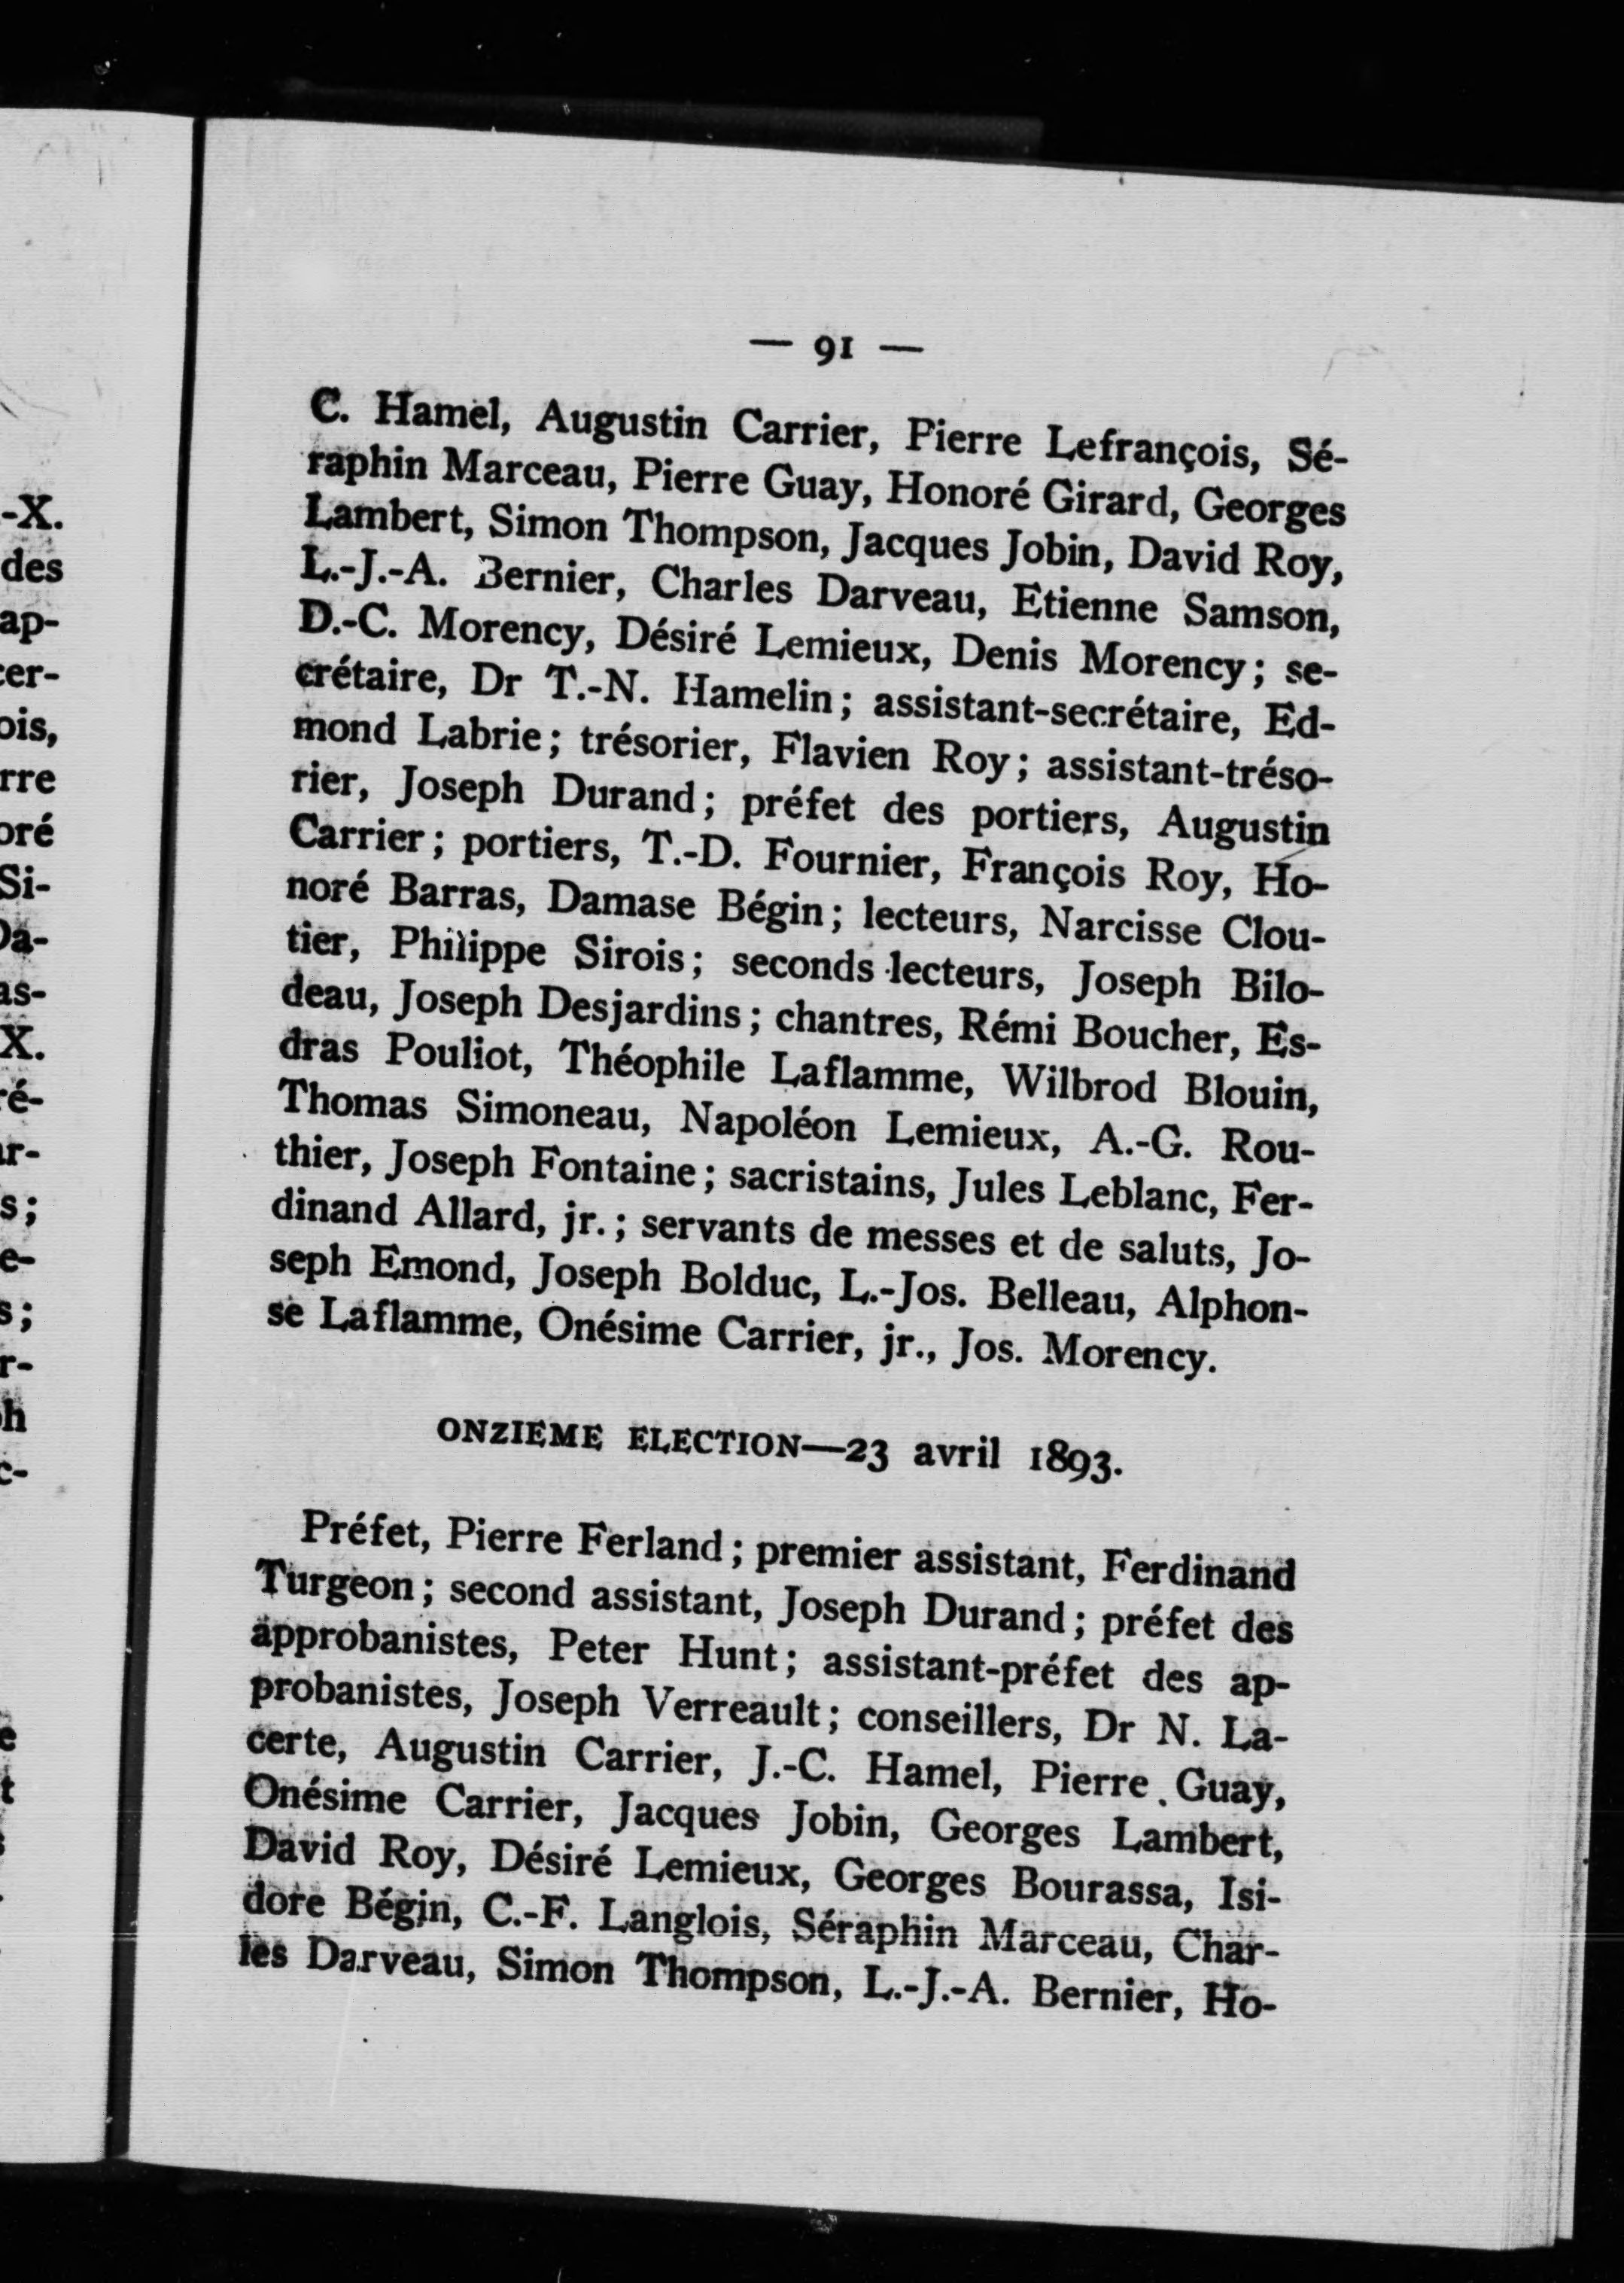 — 91 —
C. Hamel, Augustin Carrier, Pierre Lefrançois, Sé-
raphin Marceau, Pierre Guay, Honoré Girard, Georges
Lambert, Simon Thompson, Jacques Jobin, David Roy,
L.-J.-A. Bernier, Charles Darveau, Etienne Samson,
D.-C. Morency, Désiré Lemieux, Denis Morency; se-
crétaire, Dr T.-N. Hamelin; assistant-secrétaire, Ed-
mond Labrie; trésorier, Flavien Roy; assistant-tréso-
rier, Joseph Durand; préfet des portiers, Augustin
Carrier; portiers, T.-D. Fournier, François Roy, Ho-
noré Barras, Damase Bégin; lecteurs, Narcisse Clou-
tier, Philippe Sirois; seconds lecteurs, Joseph Bilo-
deau, Joseph Desjardins; chantres, Rémi Boucher, Es-
dras Pouliot, Théophile Laflamme, Wilbrod Blouin,
Thomas Simoneau, Napoléon Lemieux, A.-G. Rou-
thier, Joseph Fontaine; sacristains, Jules Leblanc, Fer-
dinand Allard, jr.; servants de messes et de saluts, Jo-
seph Emond, Joseph Bolduc, L.-Jos. Belleau, Alphon-
se Laflamme, Onésime Carrier, jr., Jos. Morency.
ONZIEME ELECTION—23 avril 1893.
Préfet, Pierre Ferland; premier assistant, Ferdinand
Turgeon; second assistant, Joseph Durand; préfet des
approbanistes, Peter Hunt; assistant-préfet des ap-
probanistes, Joseph Verreault; conseillers, Dr N. La-
certe, Augustin Carrier, J.-C. Hamel, Pierre Guay,
Onésime Carrier, Jacques Jobin, Georges Lambert,
David Roy, Désiré Lemieux, Georges Bourassa, Isi-
dore Bégin, C.-F. Langlois, Séraphin Marceau, Char-
les Darveau, Simon Thompson, L.-J.-A. Bernier, Ho-